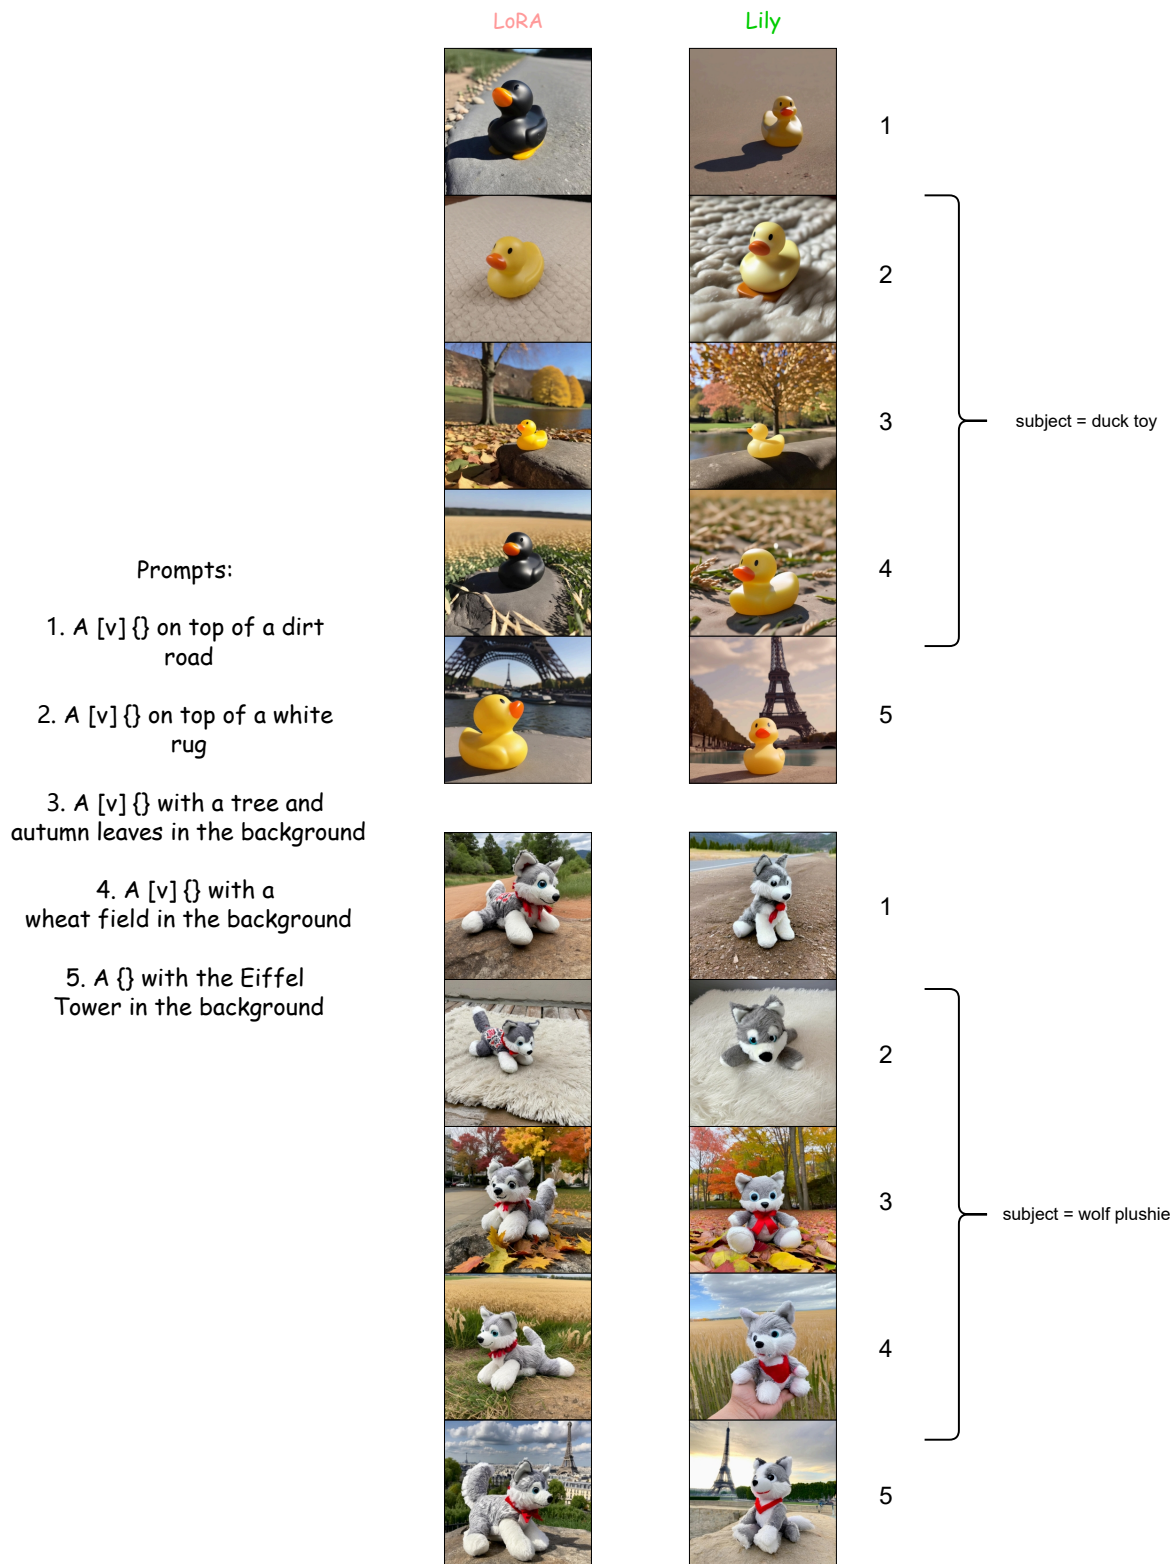 LoRA
Lily
1
2
3
4
5
subject = duck toy
Prompts:
1. A [v] {} on top of a dirt
road
2. A [v] {} on top of a white
rug
3. A [v] {} with a tree and
autumn leaves in the background
4. A [v] {} with a
wheat field in the background
5. A {} with the Eiffel
Tower in the background
1
2
3
4
5
subject = wolf plushie